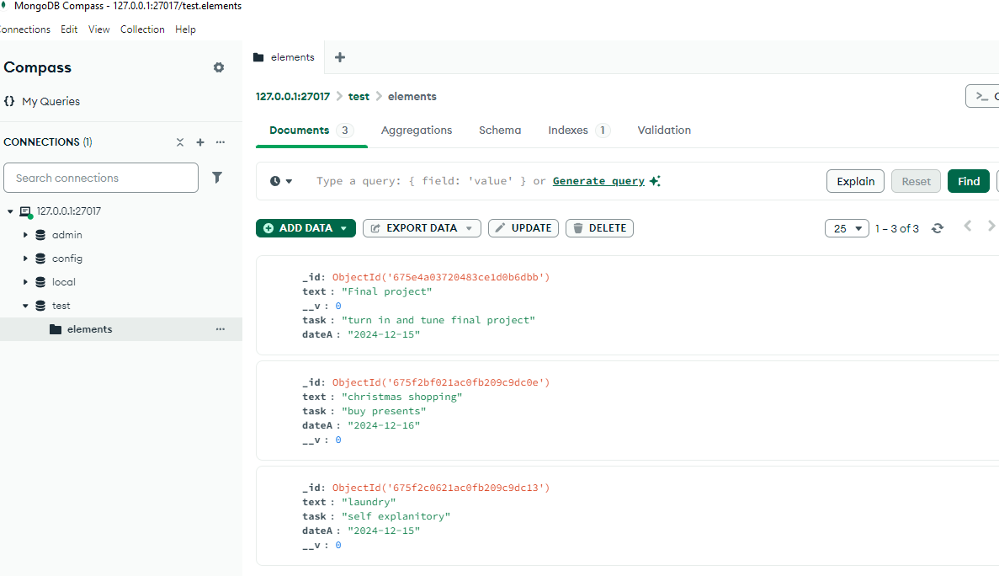 MongoDB Compass - 127.0.0.1:27017/test.elements
onnections Edit View Collection Help
Compass
{} My Queries
CONNECTIONS (1)
Search connections
127.0.0.1:27017
admin
config
local
test
elements
elements
127.0.0.1:27017 > test > elements
>_
Documents 3 Aggregations Schema Indexes 1 Validation
Type a query: { field: 'value' } or Generate query
Explain Reset Find
ADD DATA EXPORT DATA UPDATE DELETE
25 1 – 3 of 3
_id: ObjectId('675e4a03720483ce1d0b6dbb')
text : "Final project"
__v : 0
task : "turn in and tune final project"
dateA : "2024-12-15"
_id: ObjectId('675f2bf021ac0fb209c9dc0e')
text : "christmas shopping"
task : "buy presents"
dateA : "2024-12-16"
__v : 0
_id: ObjectId('675f2c0621ac0fb209c9dc13')
text : "laundry"
task : "self explanitory"
dateA : "2024-12-15"
__v : 0